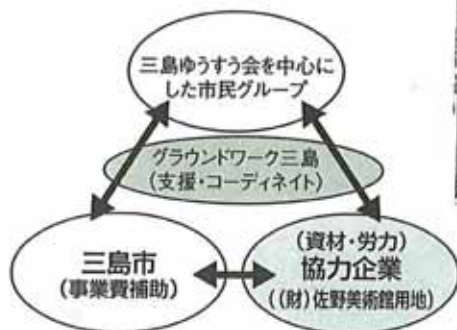 三島ゆうすう会を中心に
した市民グループ
グラウンドワーク三島
(支援・コーディネイト)
三島市
(事業費補助)
(資材・労力)
協力企業
((財)佐野美術館用地)